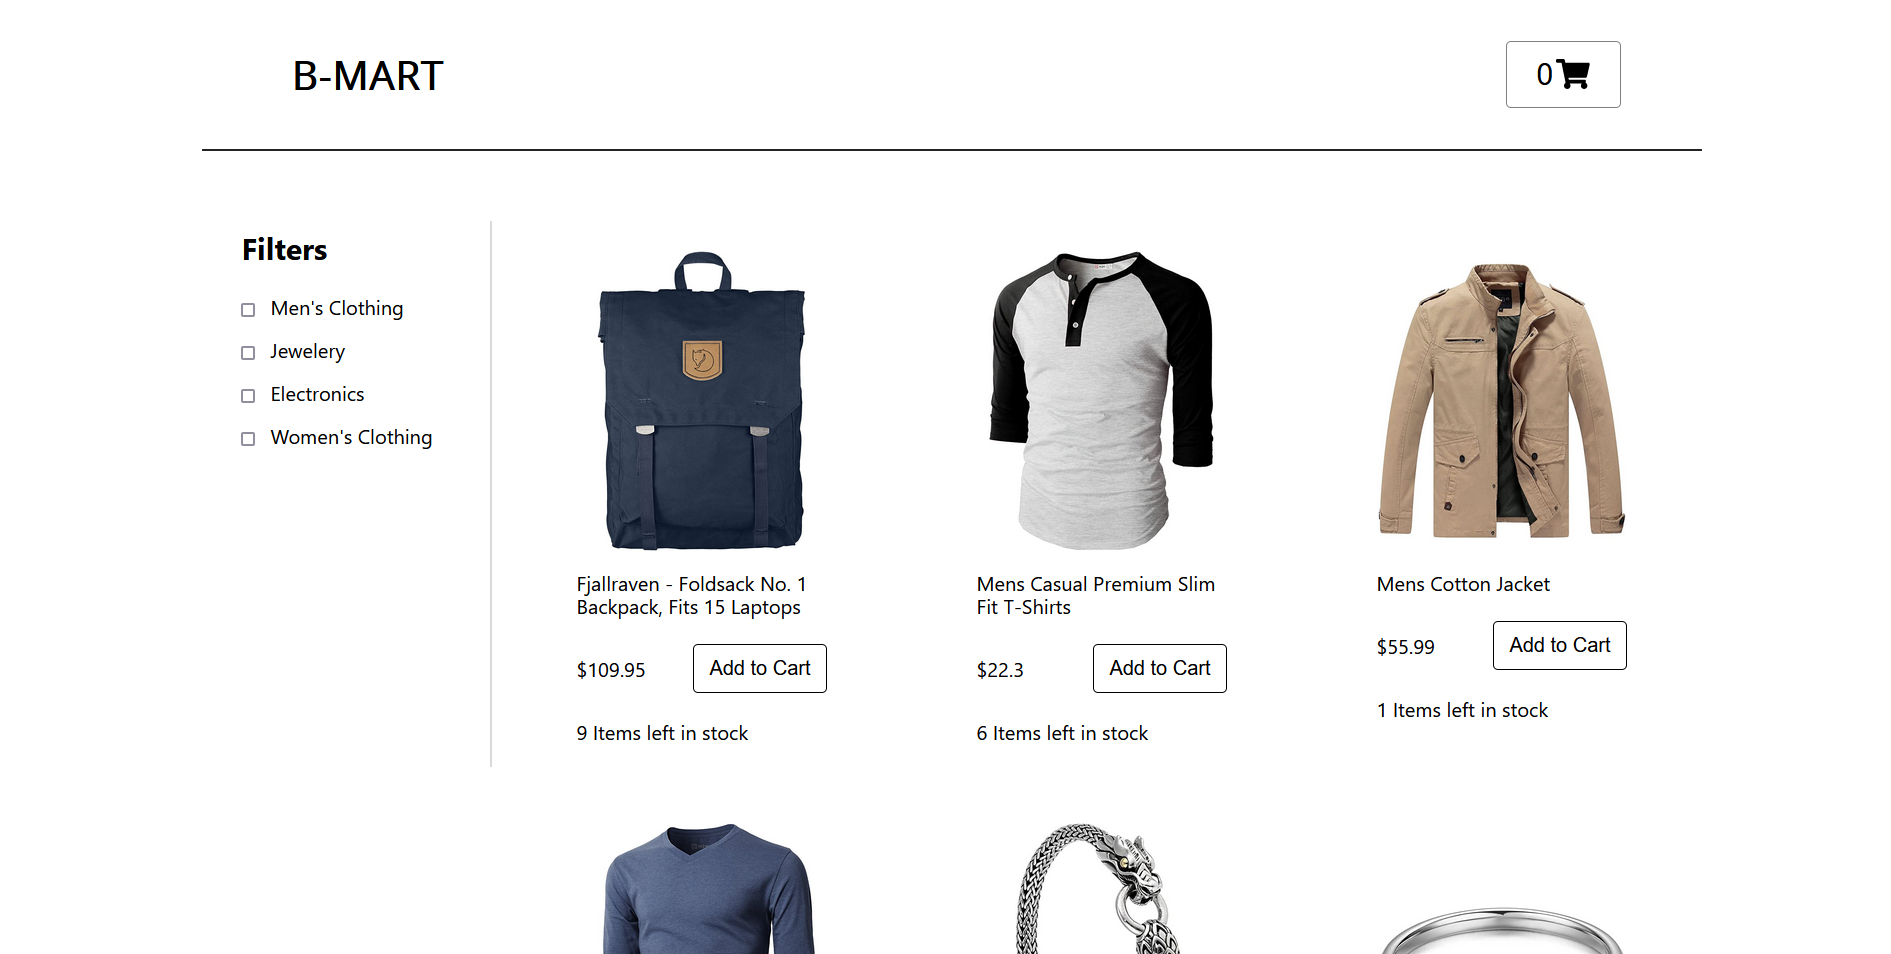 B-MART
0
Filters
Men's Clothing
Jewelery
Electronics
Women's Clothing
Fjallraven - Foldsack No. 1
Backpack, Fits 15 Laptops
$109.95
Add to Cart
9 Items left in stock
Mens Casual Premium Slim
Fit T-Shirts
$22.3
Add to Cart
6 Items left in stock
Mens Cotton Jacket
$55.99
Add to Cart
1 Items left in stock